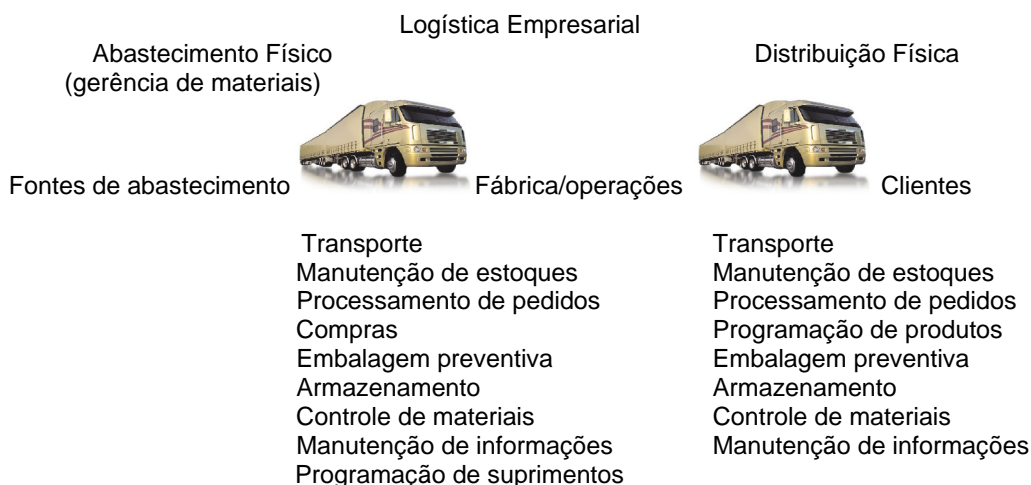 Logística Empresarial
Abastecimento Físico Distribuição Física
(gerência de materiais)
Fontes de abastecimento Fábrica/operações Clientes
Transporte Transporte
Manutenção de estoques Manutenção de estoques
Processamento de pedidos Processamento de pedidos
Compras Programação de produtos
Embalagem preventiva Embalagem preventiva
Armazenamento Armazenamento
Controle de materiais Controle de materiais
Manutenção de informações Manutenção de informações
Programação de suprimentos